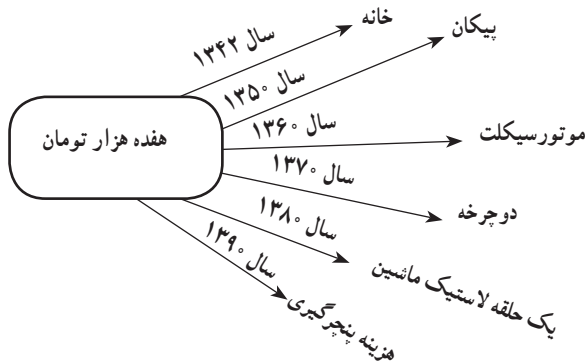 هفده هزار تومان
سال ۱۳۴۲
خانه
سال ۱۳۵۰
پیکان
سال ۱۳۶۰
موتورسیکلت
سال ۱۳۷۰
دوچرخه
سال ۱۳۸۰
یک حلقه لاستیک ماشین
سال ۱۳۹۰
هزینه پنچرگیری